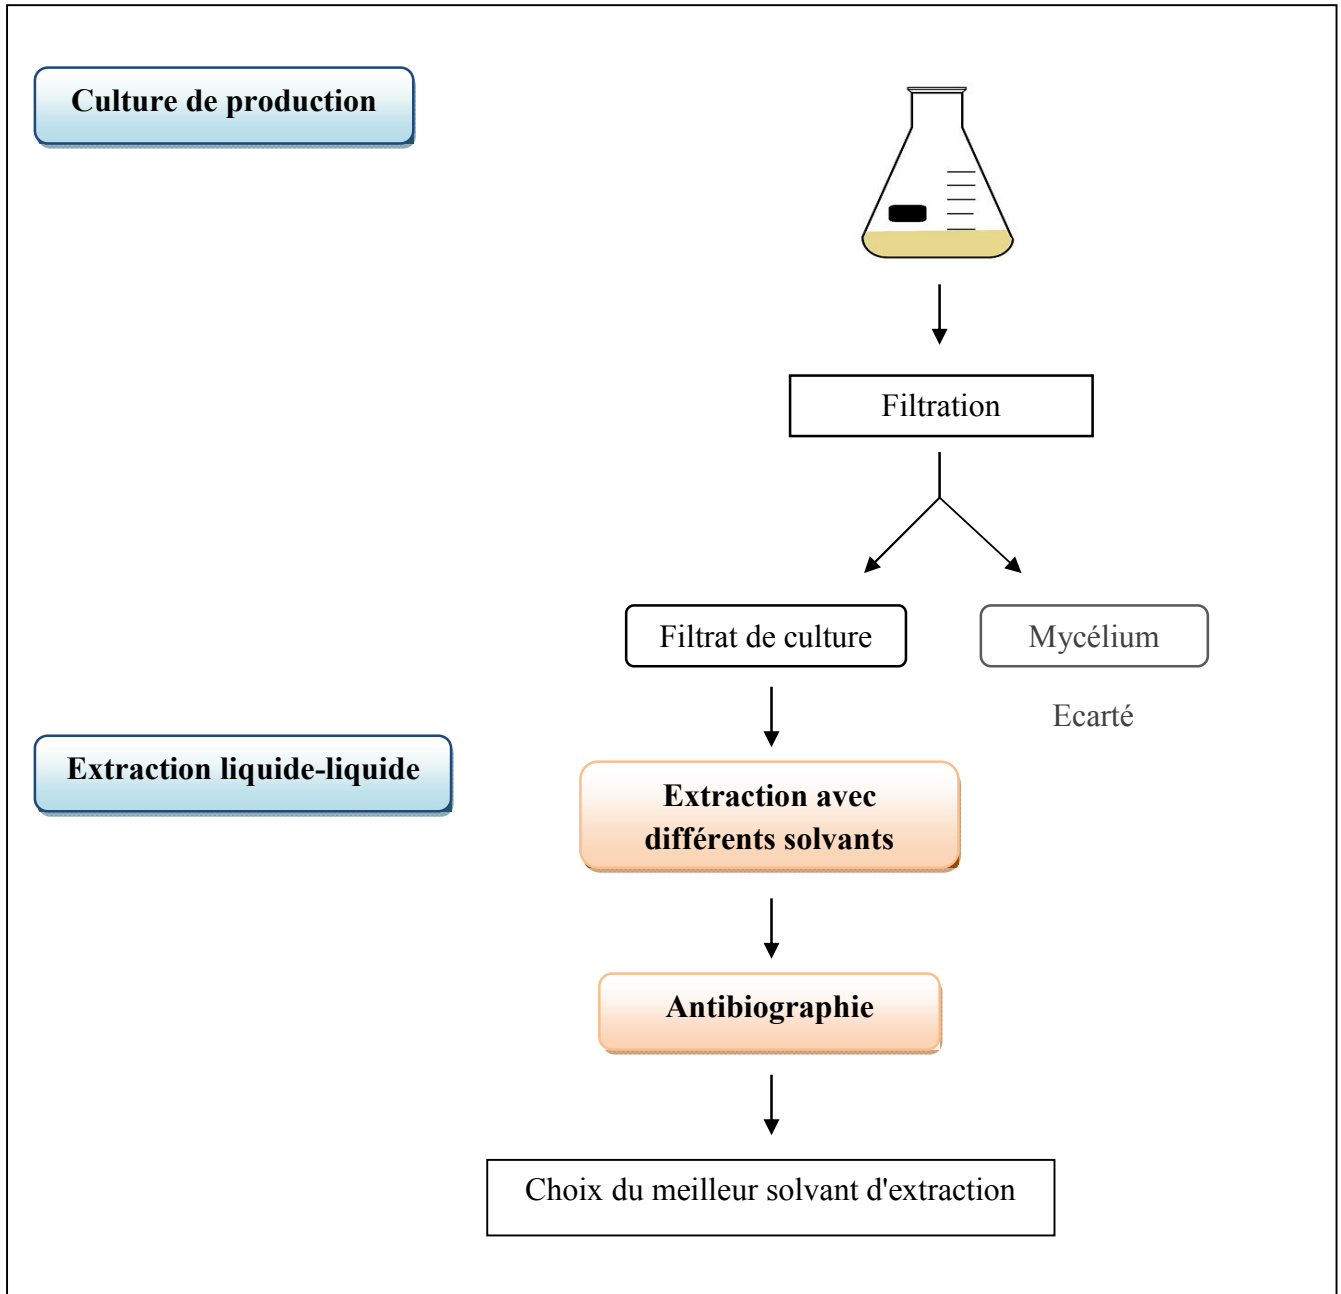 Culture de production
Filtration
Filtrat de culture
Mycélium
Ecarté
Extraction liquide-liquide
Extraction avec
différents solvants
Antibiographie
Choix du meilleur solvant d'extraction